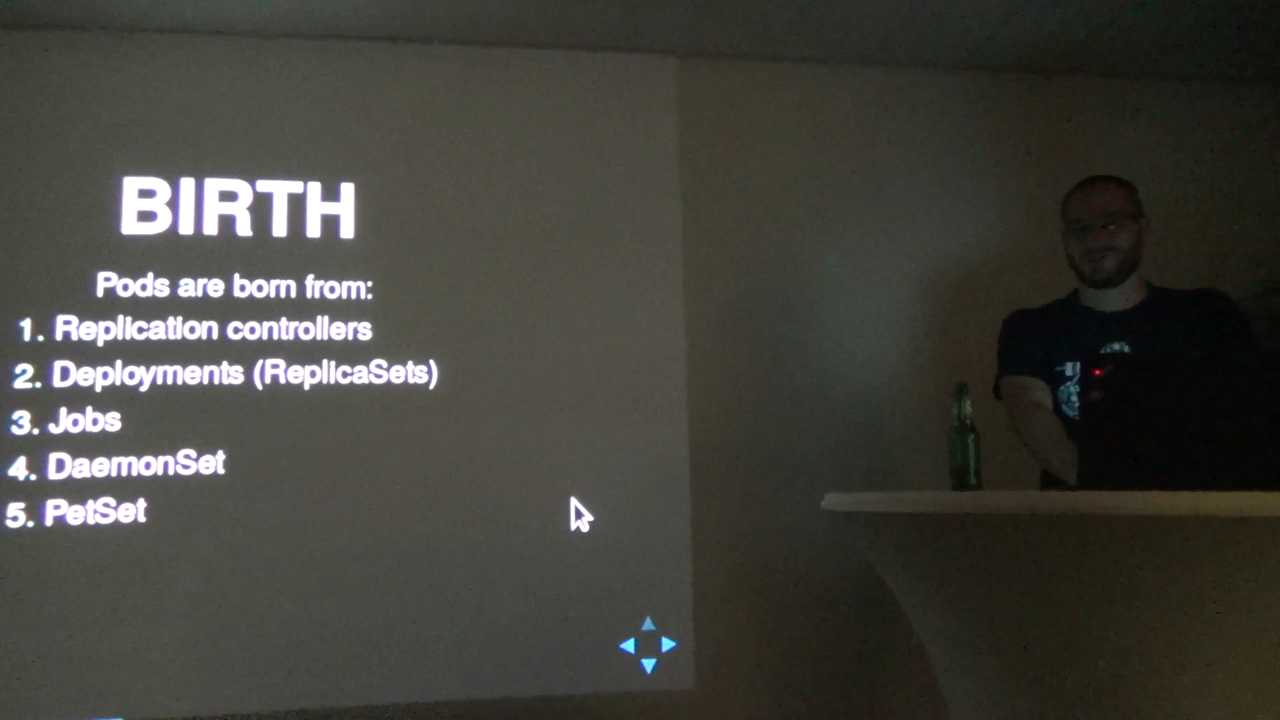 BIRTH
Pods are born from:
1. Replication controllers
2. Deployments (ReplicaSets)
3. Jobs
4. DaemonSet
5. PetSet